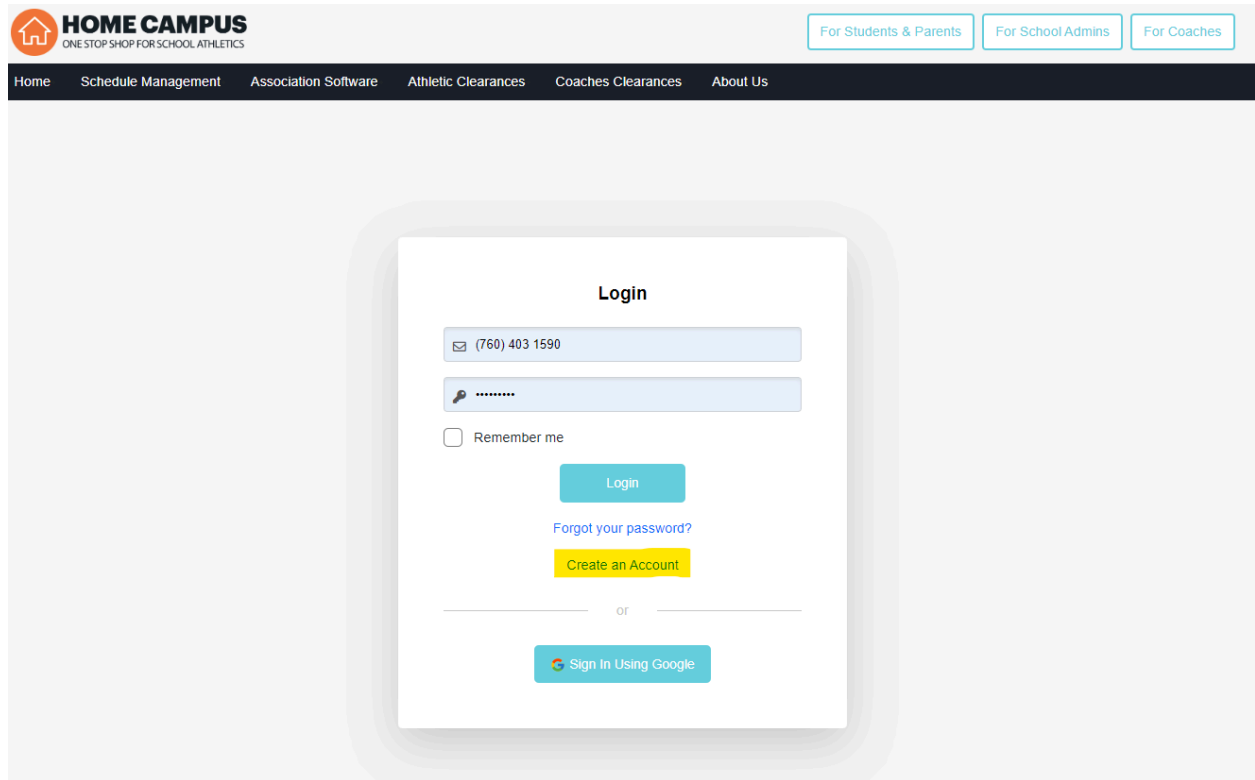 HOME CAMPUS
ONE STOP SHOP FOR SCHOOL ATHLETICS
For Students & Parents
For School Admins
For Coaches
Home Schedule Management Association Software Athletic Clearances Coaches Clearances About Us
Login
(760) 403 1590
•••••••••
Remember me
Login
Forgot your password?
Create an Account
or
Sign In Using Google